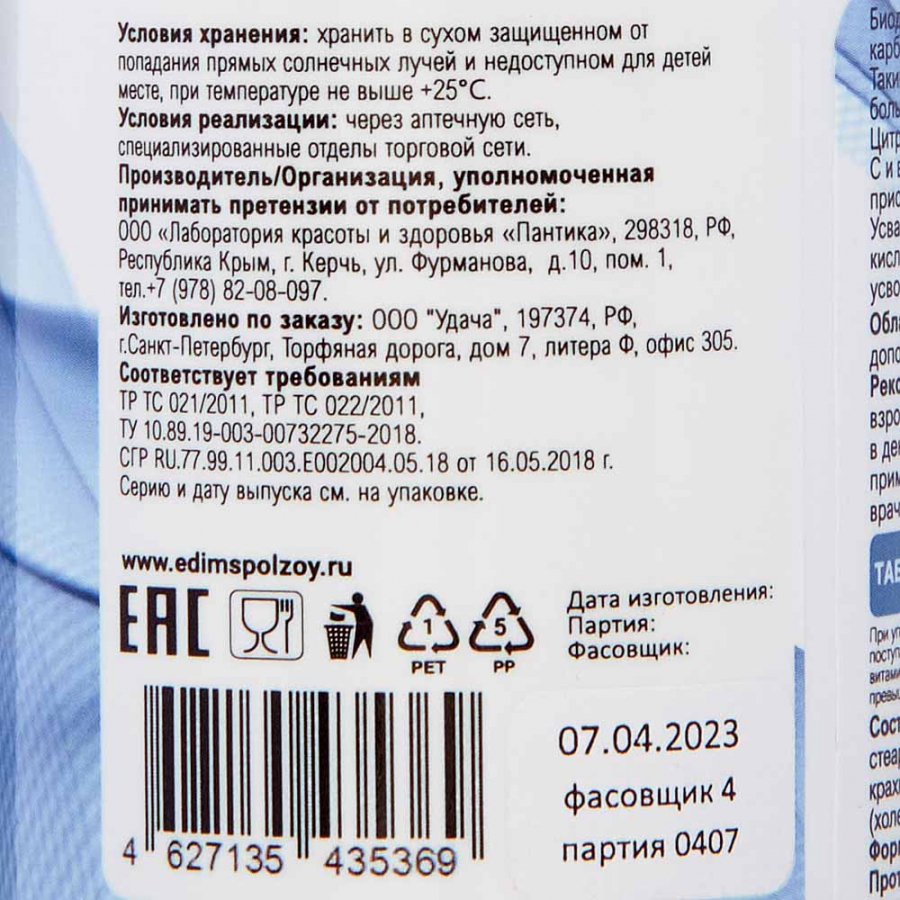 Условия хранения: хранить в сухом защищенном от
попадания прямых солнечных лучей и недоступном для детей
месте, при температуре не выше +25°С.
Условия реализации: через аптечную сеть,
специализированные отделы торговой сети.
Производитель/Организация, уполномоченная
принимать претензии от потребителей:
ООО «Лаборатория красоты и здоровья «Пантика», 298318, РФ,
Республика Крым, г. Керчь, ул. Фурманова, д.10, пом. 1,
тел.+7 (978) 82-08-097.
Изготовлено по заказу: ООО "Удача", 197374, РФ,
г.Санкт-Петербург, Торфяная дорога, дом 7, литера Ф, офис 305.
Соответствует требованиям
ТР ТС 021/2011, ТР ТС 022/2011,
ТУ 10.89.19-003-00732275-2018.
СГР RU.77.99.11.003.Е002004.05.18 от 16.05.2018 г.
Серию и дату выпуска см. на упаковке.
www.edimspolzoy.ru
EAC
1
PET
5
PP
Дата изготовления:
Партия:
Фасовщик:
07.04.2023
фасовщик 4
партия 0407
4 627135 435369
С и